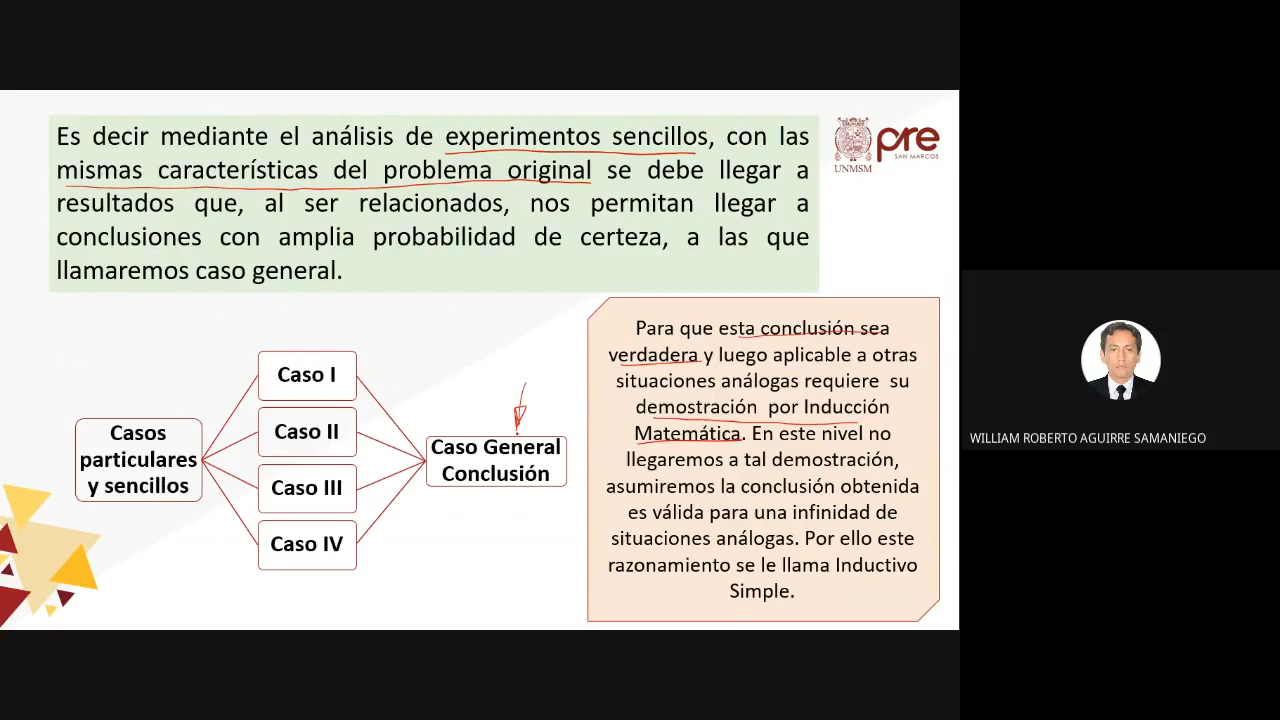 Es decir mediante el análisis de experimentos sencillos, con las
mismas características del problema original se debe llegar a
resultados que, al ser relacionados, nos permitan llegar a
conclusiones con amplia probabilidad de certeza, a las que
llamaremos caso general.
UNMSM
pre
SAN MARCOS
Casos
particulares
y sencillos
Caso I
Caso II
Caso III
Caso IV
Caso General
Conclusión
Para que esta conclusión sea
verdadera y luego aplicable a otras
situaciones análogas requiere su
demostración por Inducción
Matemática. En este nivel no
llegaremos a tal demostración,
asumiremos la conclusión obtenida
es válida para una infinidad de
situaciones análogas. Por ello este
razonamiento se le llama Inductivo
Simple.
WILLIAM ROBERTO AGUIRRE SAMANIEGO